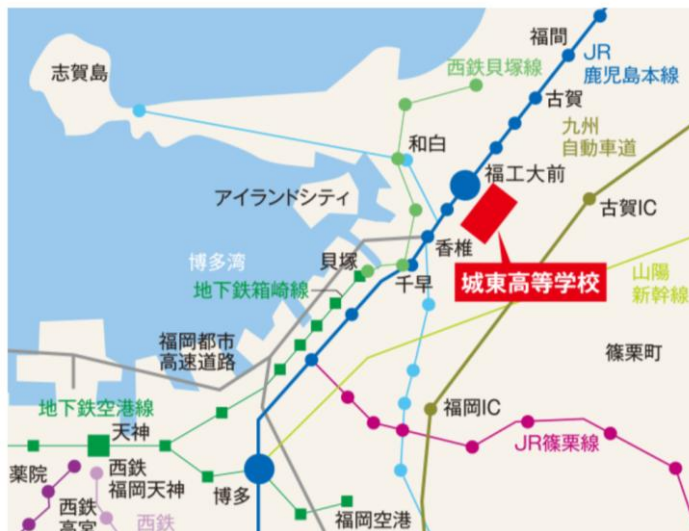 福間
JR
鹿児島本線
西鉄貝塚線
志賀島
古賀
九州
自動車道
和白
福工大前
アイランドシティ
古賀IC
香椎
博多湾
貝塚
千早
城東高等学校
山陽
新幹線
地下鉄箱崎線
福岡都市
高速道路
篠栗町
地下鉄空港線
福岡IC
天神
JR篠栗線
薬院
西鉄
福岡天神
博多
西鉄
高宮
西鉄
福岡空港